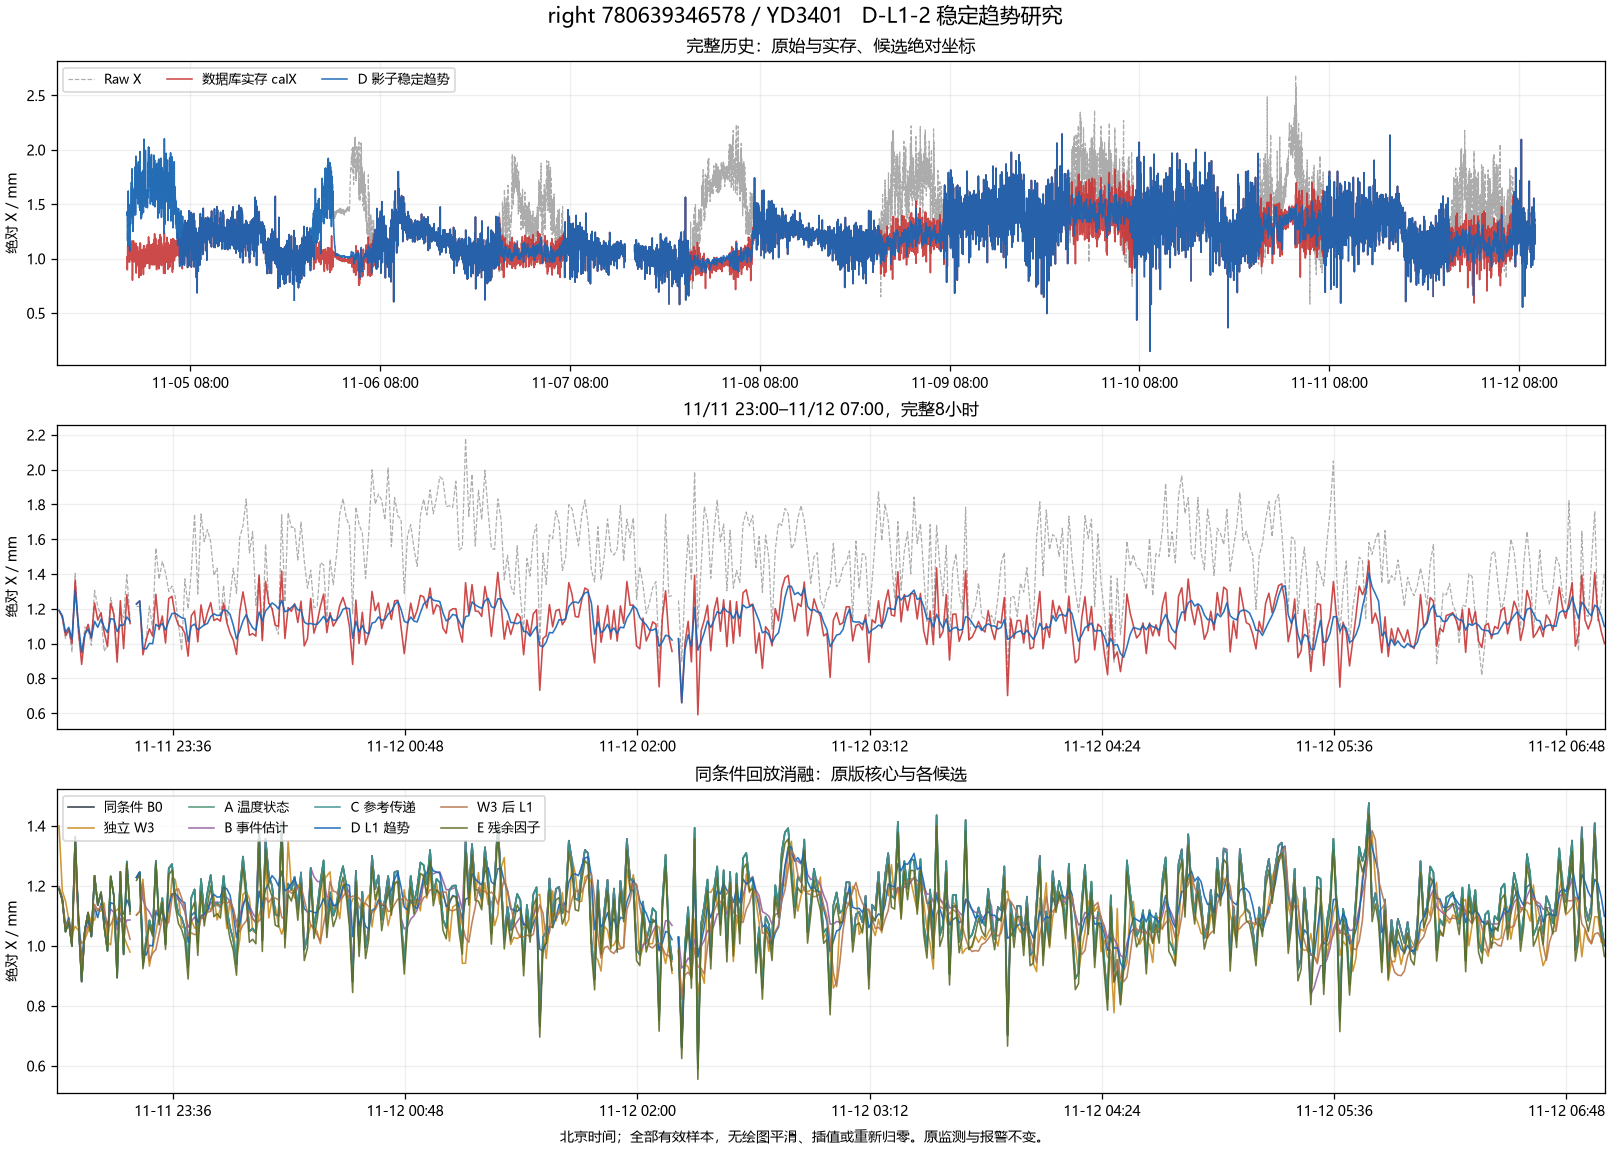 right 780639346578 / YD3401 D-L1-2 稳定趋势研究
完整历史：原始与实存、候选绝对坐标
Raw X 数据库实存 calX D 影子稳定趋势
绝对 X / mm
2.5
2.0
1.5
1.0
0.5
11-05 08:00 11-06 08:00 11-07 08:00 11-08 08:00 11-09 08:00 11-10 08:00 11-11 08:00 11-12 08:00
11/11 23:00–11/12 07:00，完整8小时
绝对 X / mm
2.2
2.0
1.8
1.6
1.4
1.2
1.0
0.8
0.6
11-11 23:36 11-12 00:48 11-12 02:00 11-12 03:12 11-12 04:24 11-12 05:36 11-12 06:48
同条件回放消融：原版核心与各候选
同条件 B0 A 温度状态 C 参考传递 W3 后 L1
独立 W3 B 事件估计 D L1 趋势 E 残余因子
绝对 X / mm
1.4
1.2
1.0
0.8
0.6
11-11 23:36 11-12 00:48 11-12 02:00 11-12 03:12 11-12 04:24 11-12 05:36 11-12 06:48
北京时间；全部有效样本，无绘图平滑、插值或重新归零。原监测与报警不变。